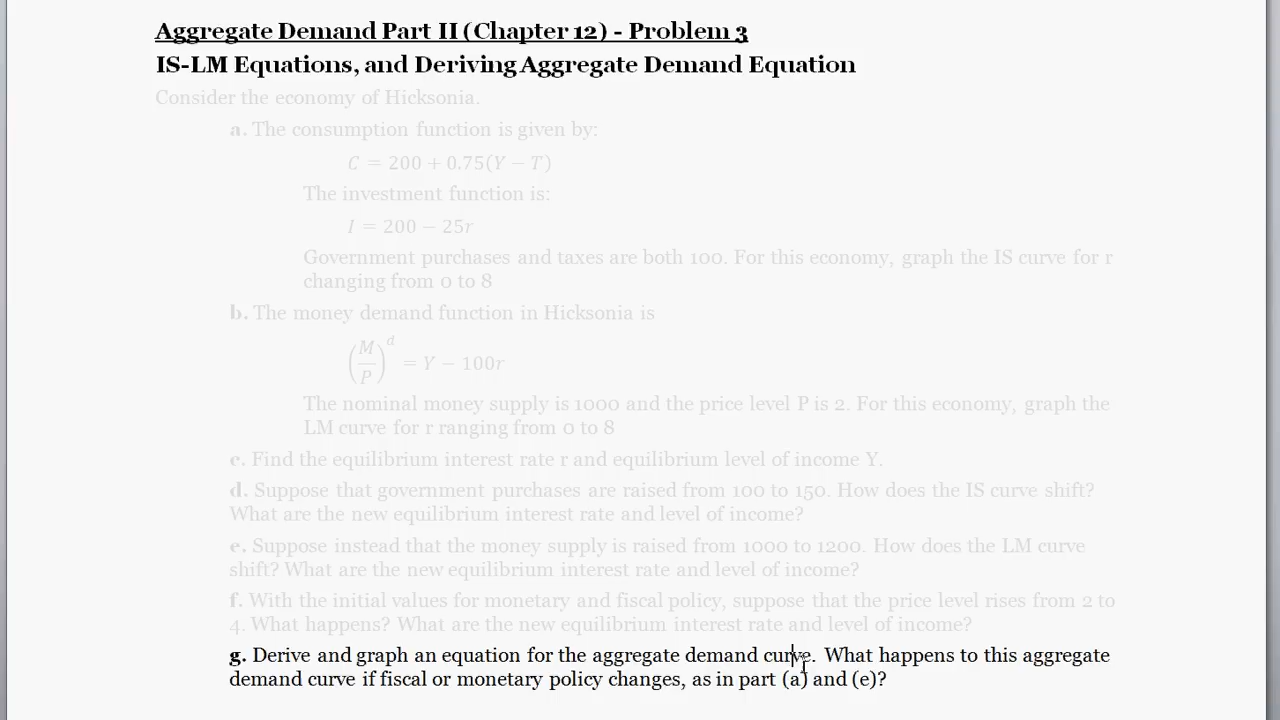 Aggregate Demand Part II (Chapter 12) - Problem 3
IS-LM Equations, and Deriving Aggregate Demand Equation
Consider the economy of Hicksonia.
a. The consumption function is given by:
C = 200 + 0.75(Y − T)
The investment function is:
I = 200 − 25r
Government purchases and taxes are both 100. For this economy, graph the IS curve for r
changing from 0 to 8
b. The money demand function in Hicksonia is
(M/P)^d = Y − 100r
The nominal money supply is 1000 and the price level P is 2. For this economy, graph the
LM curve for r ranging from 0 to 8
c. Find the equilibrium interest rate r and equilibrium level of income Y.
d. Suppose that government purchases are raised from 100 to 150. How does the IS curve shift?
What are the new equilibrium interest rate and level of income?
e. Suppose instead that the money supply is raised from 1000 to 1200. How does the LM curve
shift? What are the new equilibrium interest rate and level of income?
f. With the initial values for monetary and fiscal policy, suppose that the price level rises from 2 to
4. What happens? What are the new equilibrium interest rate and level of income?
g. Derive and graph an equation for the aggregate demand curve. What happens to this aggregate
demand curve if fiscal or monetary policy changes, as in part (a) and (e)?